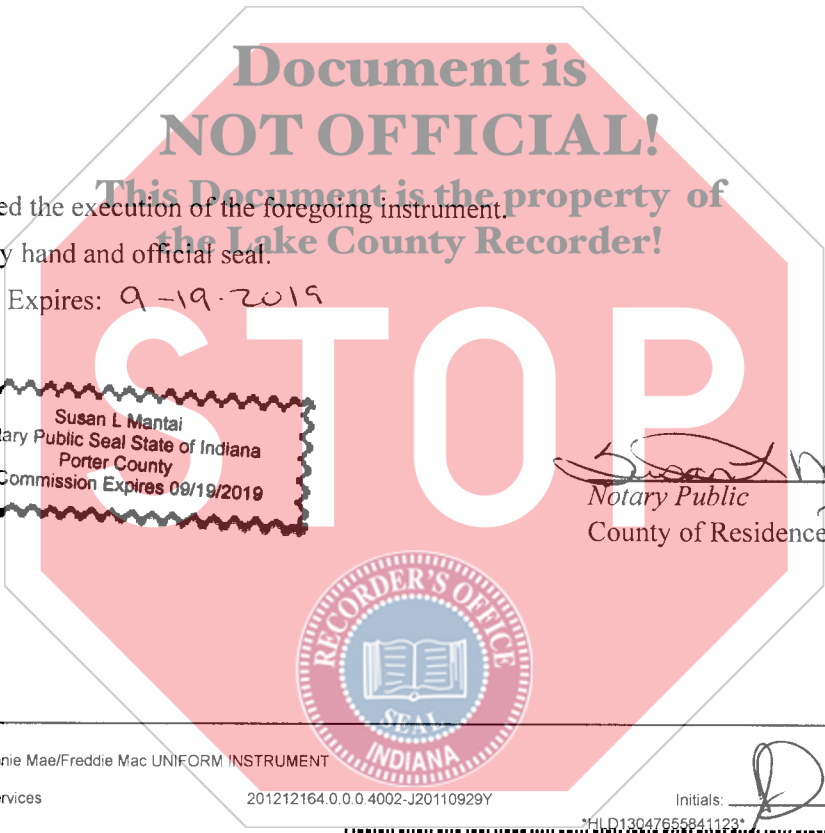 Document is
NOT OFFICIAL!
This Document is the property of
the Lake County Recorder!
ed the execution of the foregoing instrument.
y hand and official seal.
Expires: 9-19-2019
STOP
Susan L Mantai
ary Public Seal State of Indiana
Porter County
Commission Expires 09/19/2019
Susan L M
Notary Public
County of Residence
RECORDER'S OFFICE
SEAL
INDIANA
nie Mae/Freddie Mac UNIFORM INSTRUMENT
ervices
201212164.0.0.0.4002-J20110929Y
Initials:
*HLD13047655841123*